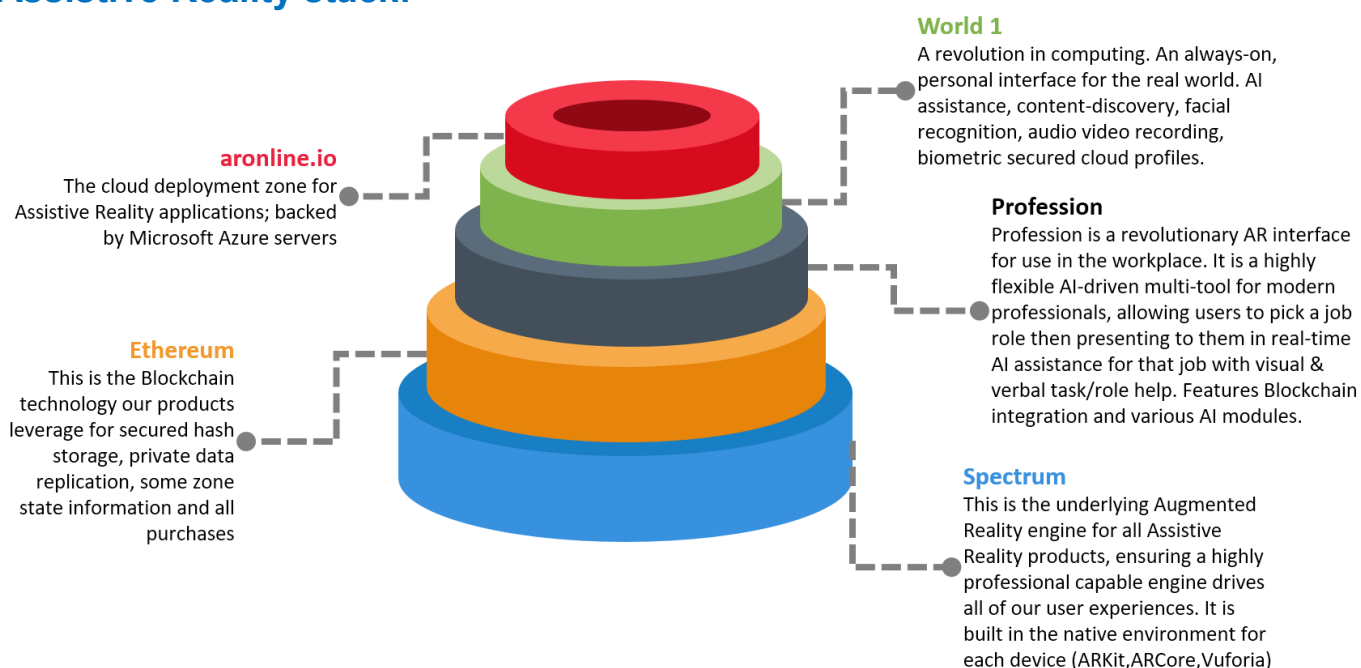 Assistive Reality stack:
World 1
A revolution in computing. An always-on,
personal interface for the real world. AI
assistance, content-discovery, facial
recognition, audio video recording,
biometric secured cloud profiles.
aronline.io
The cloud deployment zone for
Assistive Reality applications; backed
by Microsoft Azure servers
Profession
Profession is a revolutionary AR interface
for use in the workplace. It is a highly
flexible AI-driven multi-tool for modern
professionals, allowing users to pick a job
role then presenting to them in real-time
AI assistance for that job with visual &
verbal task/role help. Features Blockchain
integration and various AI modules.
Ethereum
This is the Blockchain
technology our products
leverage for secured hash
storage, private data
replication, some zone
state information and all
purchases
Spectrum
This is the underlying Augmented
Reality engine for all Assistive
Reality products, ensuring a highly
professional capable engine drives
all of our user experiences. It is
built in the native environment for
each device (ARKit,ARCore,Vuforia)